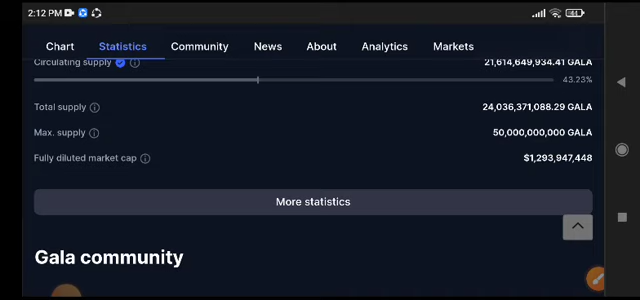 2:12 PM
Chart Statistics Community News About Analytics Markets
Circulating supply 21,614,649,934.41 GALA
43.23%
Total supply 24,036,371,088.29 GALA
Max. supply 50,000,000,000 GALA
Fully diluted market cap $1,293,947,448
More statistics
Gala community